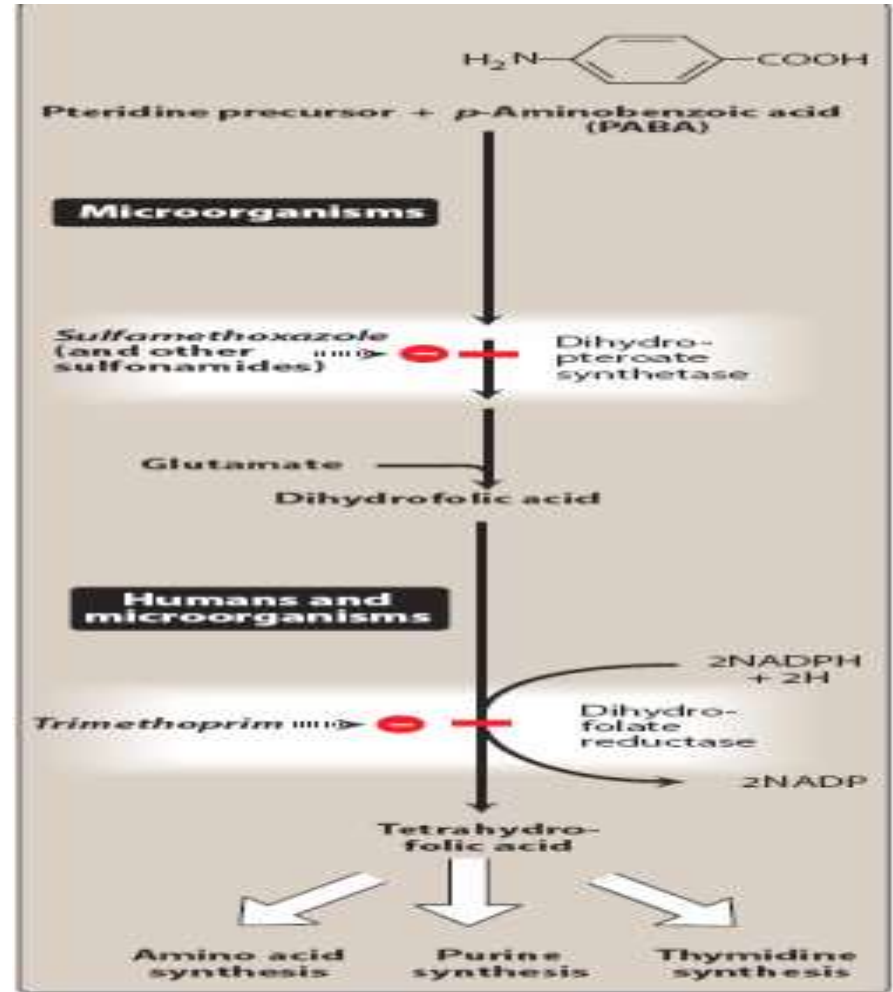 H₂N COOH
Pteridine precursor + p-Aminobenzoic acid
(PABA)
Microorganisms
Sulfamethoxazole
(and other
sulfonamides)
Dihydro-
pteroate
synthetase
Glutamate
Dihydrofolic acid
Humans and
microorganisms
2NADPH
+ 2H
Trimethoprim
Dihydro-
folate
reductase
2NADP
Tetrahydro-
folic acid
Amino acid
synthesis
Purine
synthesis
Thymidine
synthesis